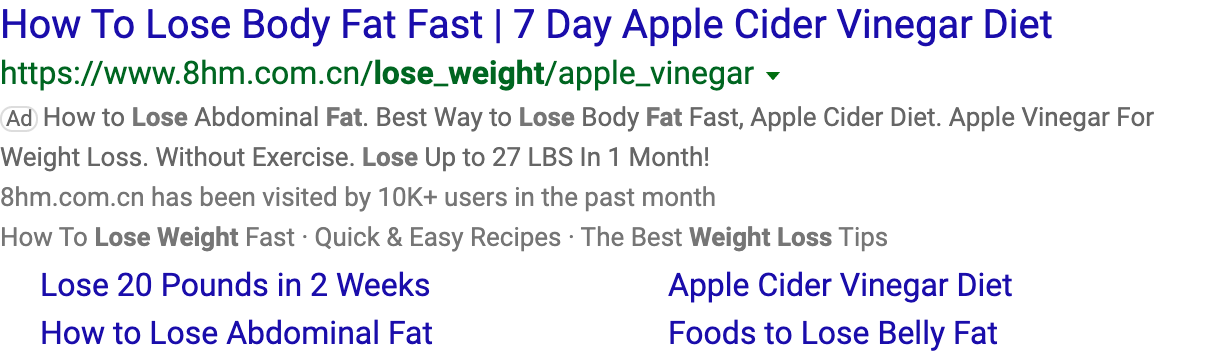 How To Lose Body Fat Fast | 7 Day Apple Cider Vinegar Diet
https://www.8hm.com.cn/lose_weight/apple_vinegar
Ad How to Lose Abdominal Fat. Best Way to Lose Body Fat Fast, Apple Cider Diet. Apple Vinegar For
Weight Loss. Without Exercise. Lose Up to 27 LBS In 1 Month!
8hm.com.cn has been visited by 10K+ users in the past month
How To Lose Weight Fast · Quick & Easy Recipes · The Best Weight Loss Tips
Lose 20 Pounds in 2 Weeks
Apple Cider Vinegar Diet
How to Lose Abdominal Fat
Foods to Lose Belly Fat